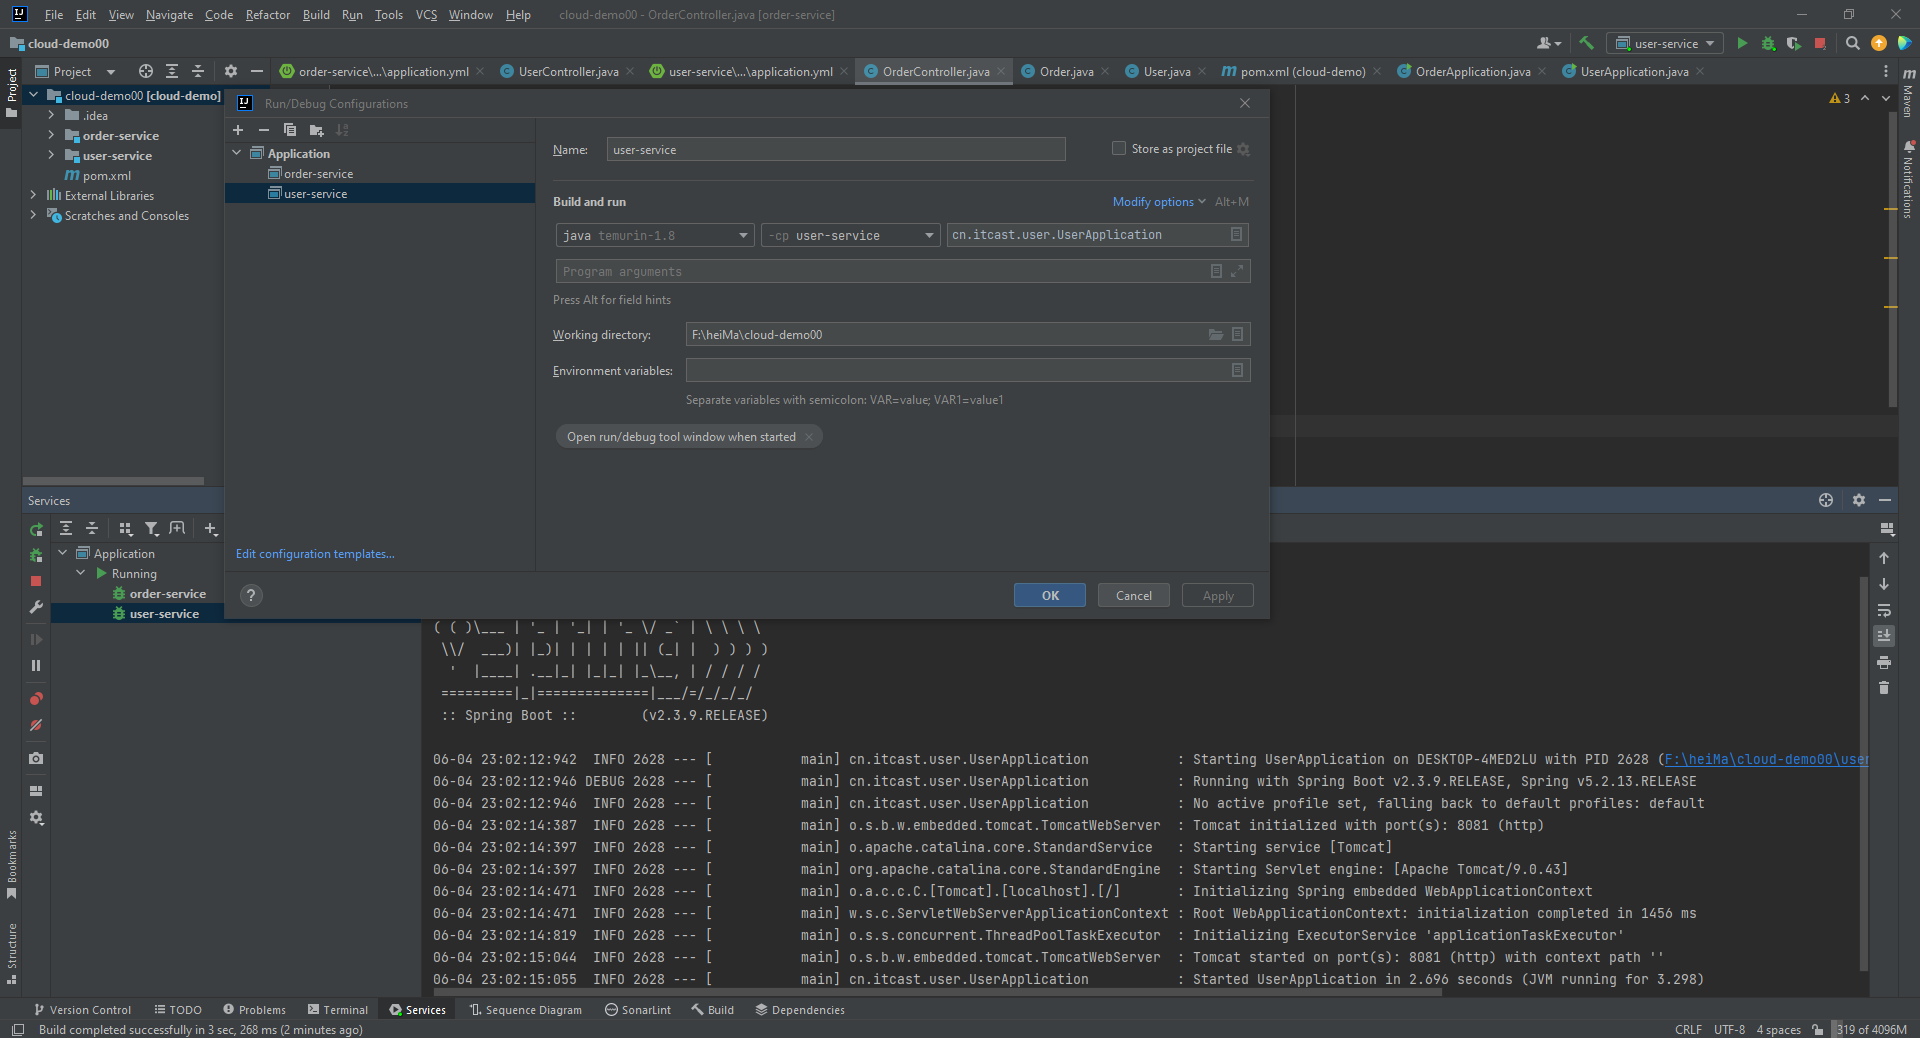 File Edit View Navigate Code Refactor Build Run Tools VCS Window Help cloud-demo00 - OrderController.java [order-service]
cloud-demo00
user-service
Project
order-service\...\application.yml
UserController.java
user-service\...\application.yml
OrderController.java
Order.java
User.java
pom.xml (cloud-demo)
OrderApplication.java
UserApplication.java
Project
Maven
Notifications
3
cloud-demo00 [cloud-demo]
.idea
order-service
user-service
pom.xml
External Libraries
Scratches and Consoles
Run/Debug Configurations
Application
order-service
user-service
Edit configuration templates...
Name: user-service
Store as project file
Build and run
Modify options Alt+M
java temurin-1.8
-cp user-service
cn.itcast.user.UserApplication
Program arguments
Press Alt for field hints
Working directory: F:\heiMa\cloud-demo00
Environment variables:
Separate variables with semicolon: VAR=value; VAR1=value1
Open run/debug tool window when started
?
OK Cancel Apply
Services
Application
Running
order-service
user-service
( ( )\___ | '_ | '_| | '_ \/ _` | \ \ \ \
\\/  ___)| |_)| | | | | || (_| |  ) ) ) )
'  |____| .__|_| |_|_| |_\__, | / / / /
=========|_|==============|___/=/_/_/_/
:: Spring Boot ::        (v2.3.9.RELEASE)
06-04 23:02:12:942  INFO 2628 --- [           main] cn.itcast.user.UserApplication           : Starting UserApplication on DESKTOP-4MED2LU with PID 2628 (F:\heiMa\cloud-demo00\user
06-04 23:02:12:946 DEBUG 2628 --- [           main] cn.itcast.user.UserApplication           : Running with Spring Boot v2.3.9.RELEASE, Spring v5.2.13.RELEASE
06-04 23:02:12:946  INFO 2628 --- [           main] cn.itcast.user.UserApplication           : No active profile set, falling back to default profiles: default
06-04 23:02:14:387  INFO 2628 --- [           main] o.s.b.w.embedded.tomcat.TomcatWebServer  : Tomcat initialized with port(s): 8081 (http)
06-04 23:02:14:397  INFO 2628 --- [           main] o.apache.catalina.core.StandardService   : Starting service [Tomcat]
06-04 23:02:14:397  INFO 2628 --- [           main] org.apache.catalina.core.StandardEngine  : Starting Servlet engine: [Apache Tomcat/9.0.43]
06-04 23:02:14:471  INFO 2628 --- [           main] o.a.c.c.C.[Tomcat].[localhost].[/]       : Initializing Spring embedded WebApplicationContext
06-04 23:02:14:471  INFO 2628 --- [           main] w.s.c.ServletWebServerApplicationContext : Root WebApplicationContext: initialization completed in 1456 ms
06-04 23:02:14:819  INFO 2628 --- [           main] o.s.s.concurrent.ThreadPoolTaskExecutor  : Initializing ExecutorService 'applicationTaskExecutor'
06-04 23:02:15:044  INFO 2628 --- [           main] o.s.b.w.embedded.tomcat.TomcatWebServer  : Tomcat started on port(s): 8081 (http) with context path ''
06-04 23:02:15:055  INFO 2628 --- [           main] cn.itcast.user.UserApplication           : Started UserApplication in 2.696 seconds (JVM running for 3.298)
Bookmarks
Structure
Version Control TODO Problems Terminal Services Sequence Diagram SonarLint Build Dependencies
Build completed successfully in 3 sec, 268 ms (2 minutes ago)
CRLF UTF-8 4 spaces 319 of 4096M